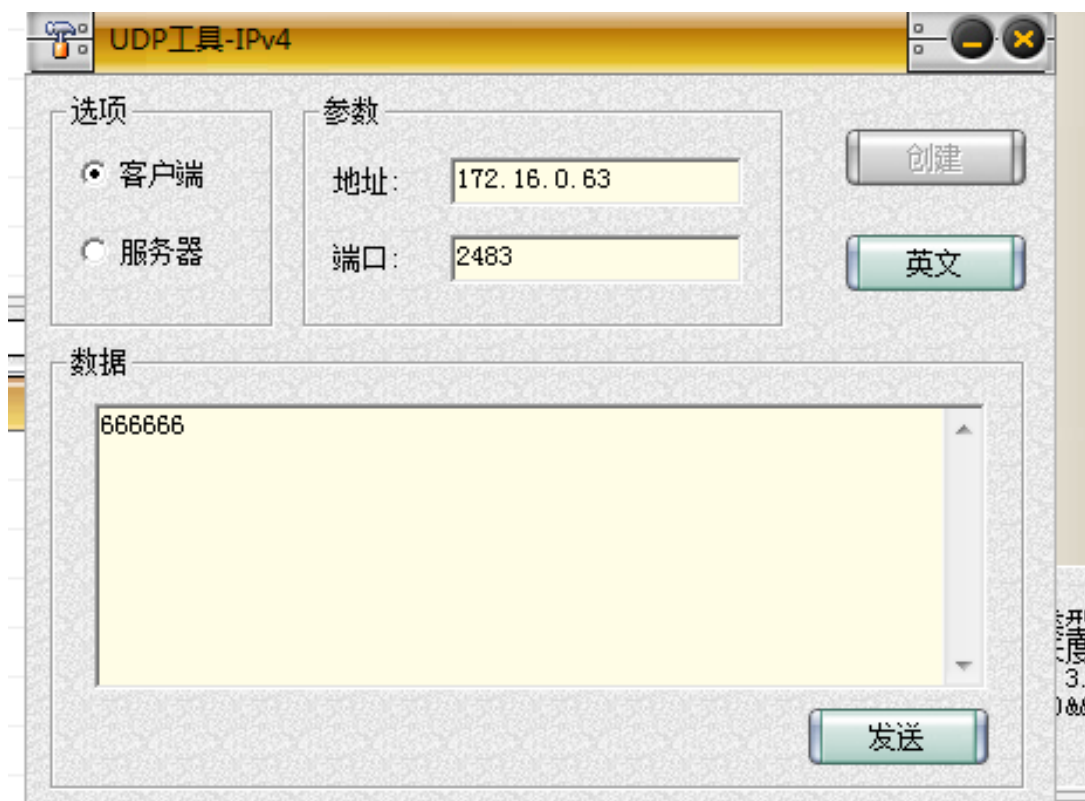 UDP工具-IPv4
选项
参数
客户端
地址:
172.16.0.63
创建
服务器
端口:
2483
英文
数据
666666
发送
3.